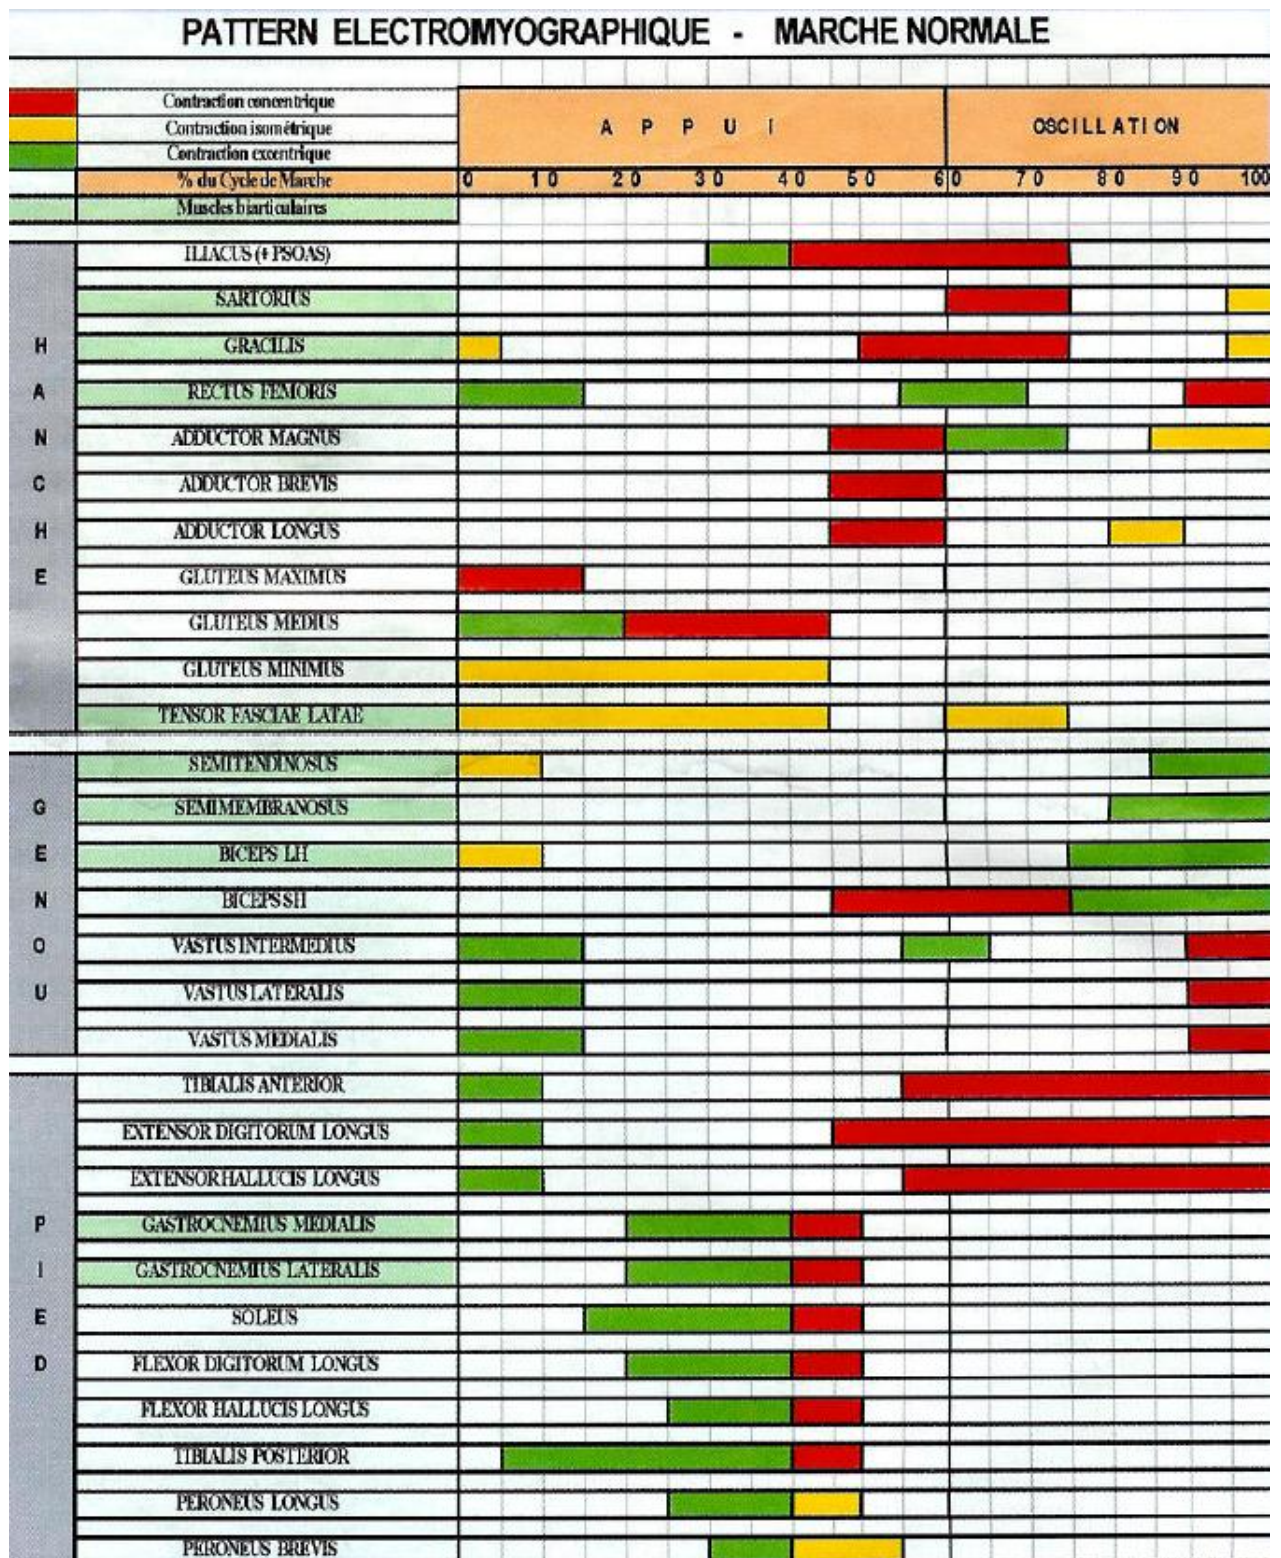 PATTERN ELECTROMYOGRAPHIQUE - MARCHE NORMALE
Contraction concentrique
Contraction isométrique
Contraction excentrique
APPUI
OSCILLATION
% du Cycle de Marche 0 10 20 30 40 50 60 70 80 90 100
Muscles biarticulaires
HANCHE
ILIACUS (+ PSOAS)
SARTORIUS
GRACILIS
RECTUS FEMORIS
ADDUCTOR MAGNUS
ADDUCTOR BREVIS
ADDUCTOR LONGUS
GLUTEUS MAXIMUS
GLUTEUS MEDIUS
GLUTEUS MINIMUS
TENSOR FASCIAE LATAE
GENOU
SEMITENDINOSUS
SEMIMEMBRANOSUS
BICEPS LH
BICEPS SH
VASTUS INTERMEDIUS
VASTUS LATERALIS
VASTUS MEDIALIS
PIED
TIBIALIS ANTERIOR
EXTENSOR DIGITORUM LONGUS
EXTENSOR HALLUCIS LONGUS
GASTROCNEMIUS MEDIALIS
GASTROCNEMIUS LATERALIS
SOLEUS
FLEXOR DIGITORUM LONGUS
FLEXOR HALLUCIS LONGUS
TIBIALIS POSTERIOR
PERONEUS LONGUS
PERONEUS BREVIS